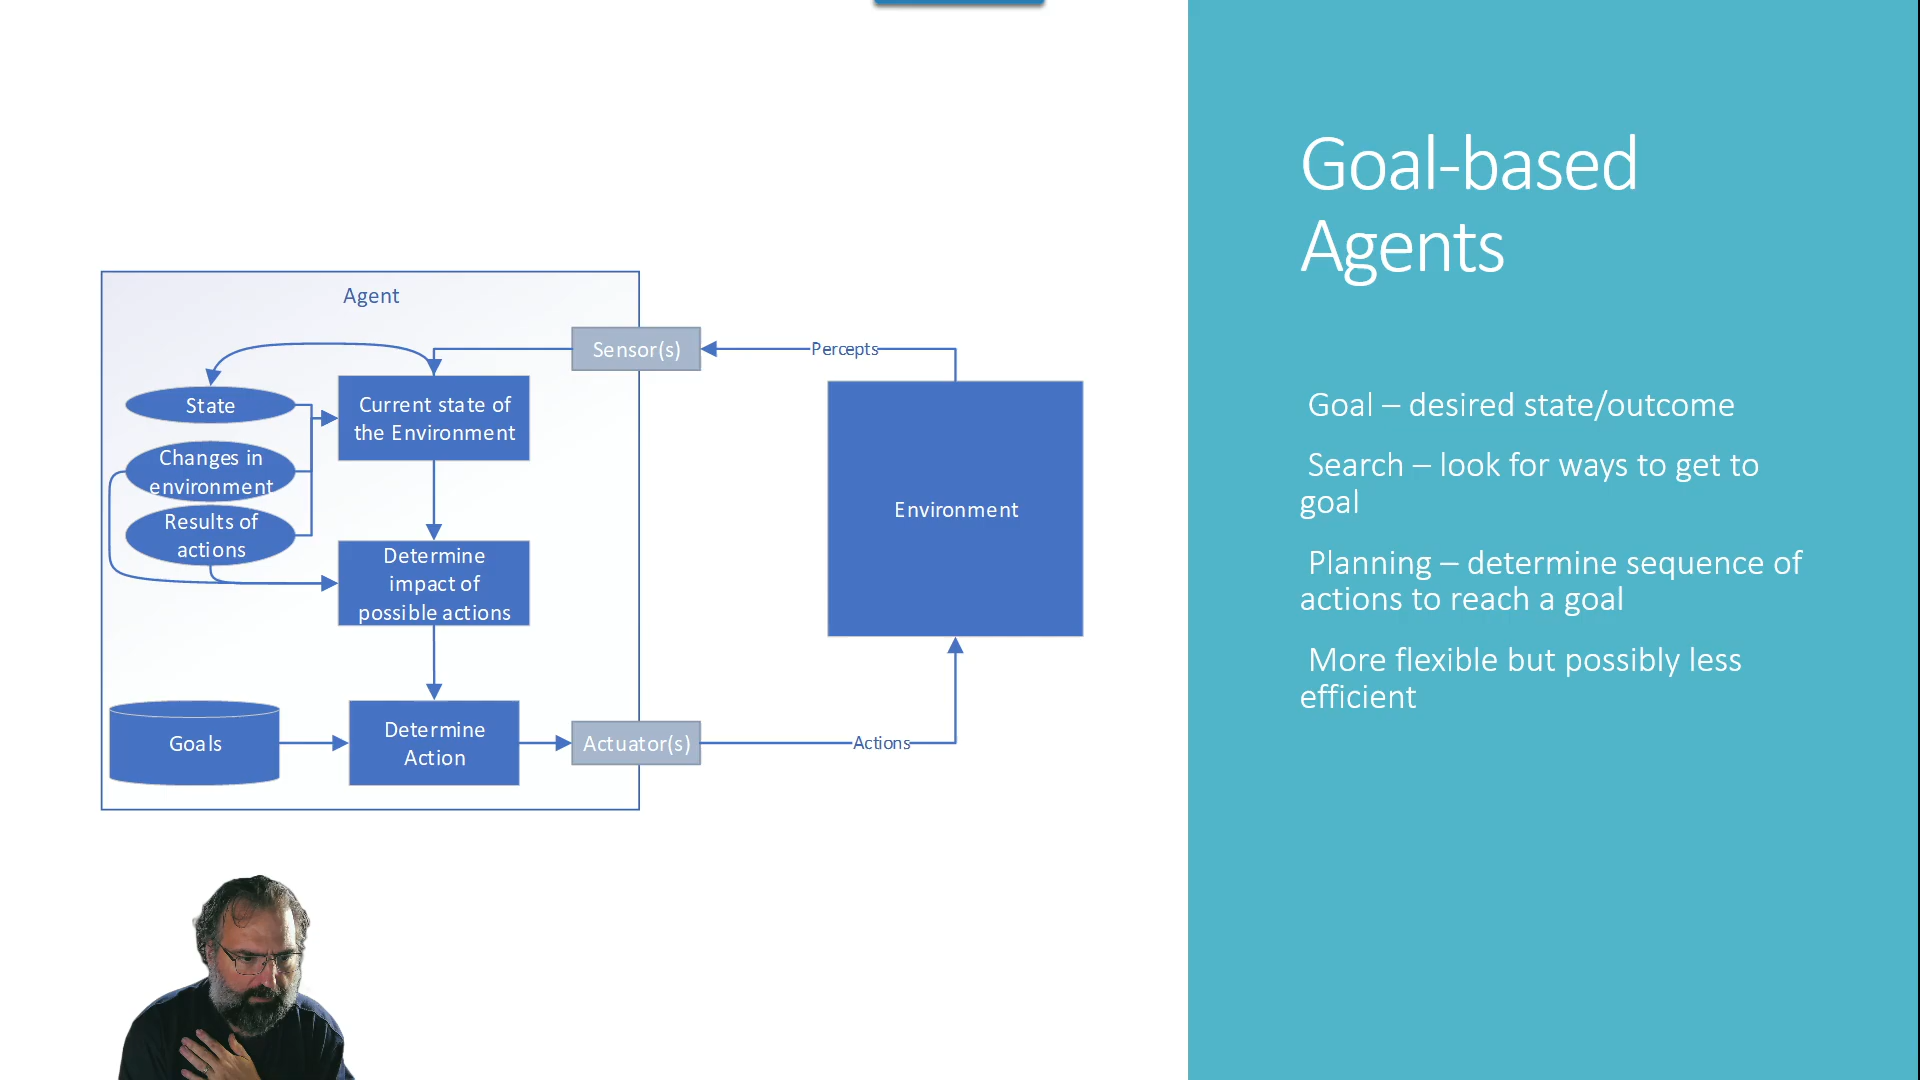 Goal-based
Agents
Goal – desired state/outcome
Search – look for ways to get to
goal
Planning – determine sequence of
actions to reach a goal
More flexible but possibly less
efficient
Agent
Sensor(s)
Percepts
State
Current state of
the Environment
Changes in
environment
Results of
actions
Environment
Determine
impact of
possible actions
Goals
Determine
Action
Actuator(s)
Actions